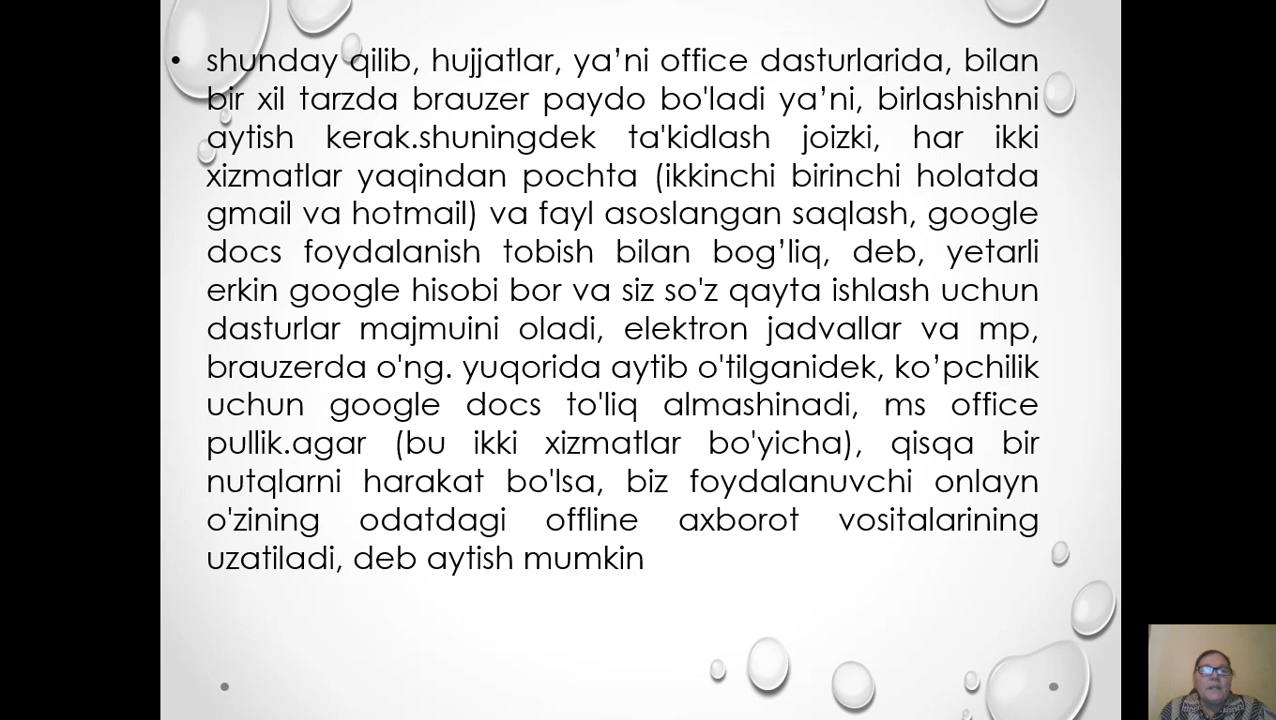 • shunday qilib, hujjatlar, ya’ni office dasturlarida, bilan
bir xil tarzda brauzer paydo bo'ladi ya’ni, birlashishni
aytish kerak.shuningdek ta'kidlash joizki, har ikki
xizmatlar yaqindan pochta (ikkinchi birinchi holatda
gmail va hotmail) va fayl asoslangan saqlash, google
docs foydalanish tobish bilan bog’liq, deb, yetarli
erkin google hisobi bor va siz so'z qayta ishlash uchun
dasturlar majmuini oladi, elektron jadvallar va mp,
brauzerda o'ng. yuqorida aytib o'tilganidek, ko’pchilik
uchun google docs to'liq almashinadi, ms office
pullik.agar (bu ikki xizmatlar bo'yicha), qisqa bir
nutqlarni harakat bo'lsa, biz foydalanuvchi onlayn
o'zining odatdagi offline axborot vositalarining
uzatiladi, deb aytish mumkin